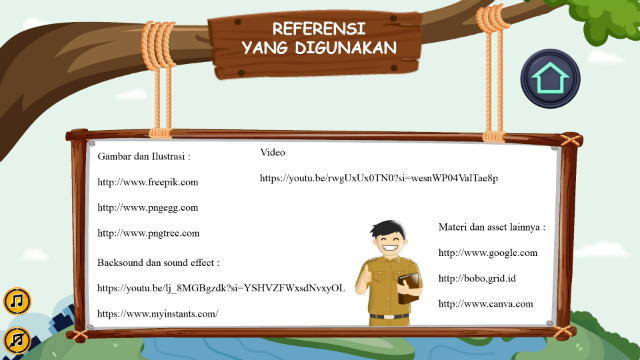 REFERENSI
YANG DIGUNAKAN
Gambar dan Ilustrasi :
http://www.freepik.com
http://www.pngegg.com
http://www.pngtree.com
Backsound dan sound effect :
https://youtu.be/lj_8MGBgzdk?si=YSHVZFWxsdNvxyOL
https://www.myinstants.com/
Video
https://youtu.be/rwgUxUx0TN0?si=wesnWP04ValTae8p
Materi dan asset lainnya :
http://www.google.com
http://bobo,grid.id
http://www.canva.com